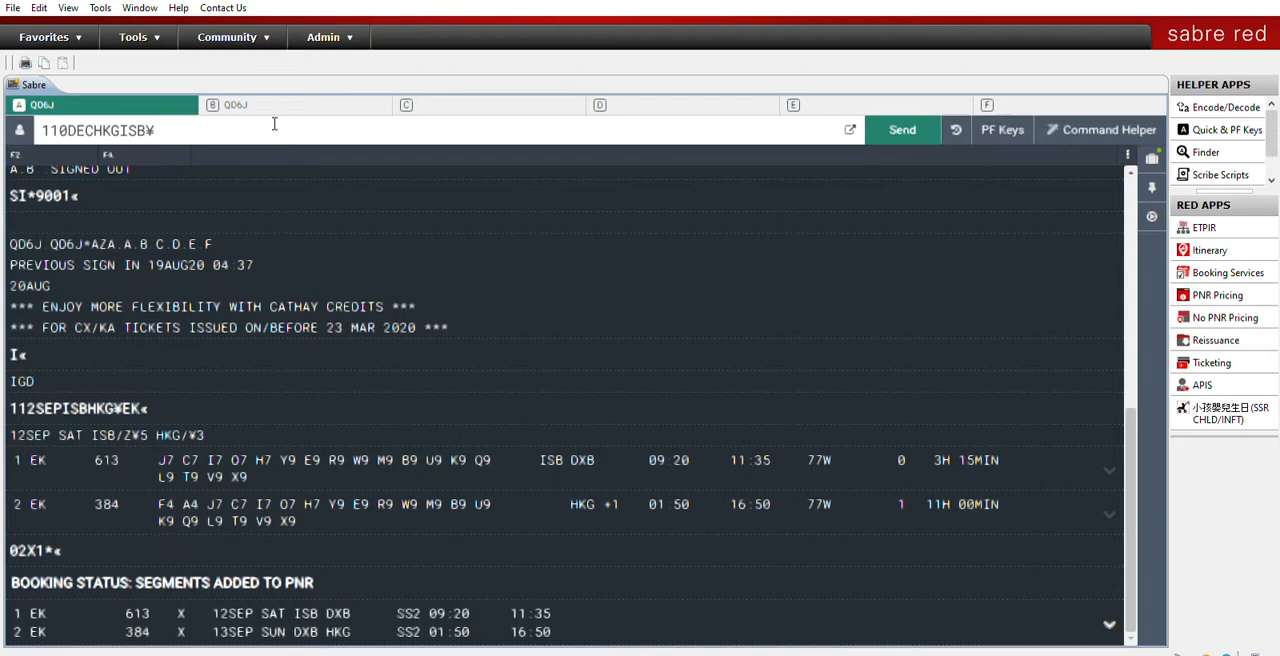 File Edit View Tools Window Help Contact Us
Favorites Tools Community Admin sabre red
Sabre
A QD6J B QD6J C D E F
110DECHKGISB¥ Send PF Keys Command Helper
F2. F4.
A.B..SIGNED OUT
SI*9001«
QD6J.QD6J*AZA.A.B C.D.E.F
PREVIOUS SIGN IN 19AUG20 04:37
20AUG
*** ENJOY MORE FLEXIBILITY WITH CATHAY CREDITS ***
*** FOR CX/KA TICKETS ISSUED ON/BEFORE 23 MAR 2020 ***
I«
IGD
112SEPISBHKG¥EK«
12SEP SAT ISB/Z¥5 HKG/¥3
1 EK 613 J7 C7 I7 O7 H7 Y9 E9 R9 W9 M9 B9 U9 K9 Q9 ISB DXB 09:20 11:35 77W 0 3H 15MIN
L9 T9 V9 X9
2 EK 384 F4 A4 J7 C7 I7 O7 H7 Y9 E9 R9 W9 M9 B9 U9 HKG +1 01:50 16:50 77W 1 11H 00MIN
K9 Q9 L9 T9 V9 X9
02X1*«
BOOKING STATUS: SEGMENTS ADDED TO PNR
1 EK 613 X 12SEP SAT ISB DXB SS2 09:20 11:35
2 EK 384 X 13SEP SUN DXB HKG SS2 01:50 16:50
HELPER APPS
Encode/Decode
A Quick & PF Keys
Finder
Scribe Scripts
RED APPS
ETPIR
Itinerary
Booking Services
PNR Pricing
No PNR Pricing
Reissuance
Ticketing
APIS
小孩嬰兒生日(SSR
CHLD/INFT)